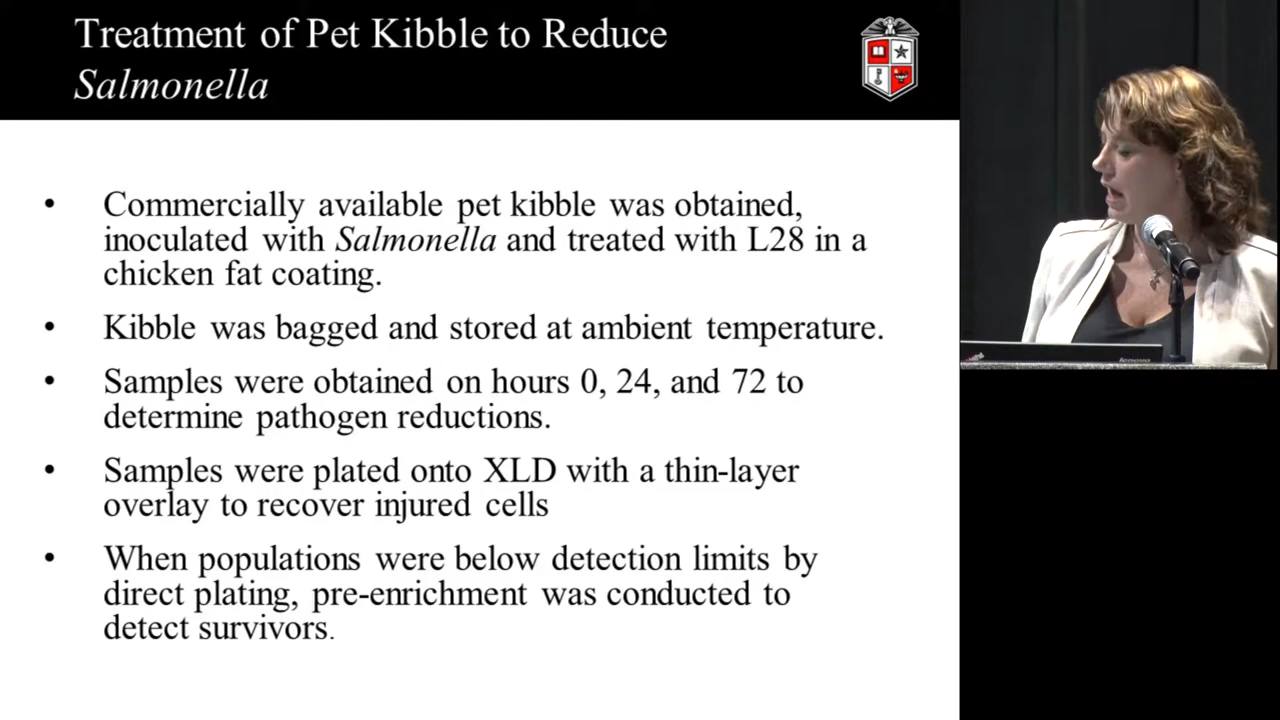 Treatment of Pet Kibble to Reduce
Salmonella
• Commercially available pet kibble was obtained,
inoculated with Salmonella and treated with L28 in a
chicken fat coating.
• Kibble was bagged and stored at ambient temperature.
• Samples were obtained on hours 0, 24, and 72 to
determine pathogen reductions.
• Samples were plated onto XLD with a thin-layer
overlay to recover injured cells
• When populations were below detection limits by
direct plating, pre-enrichment was conducted to
detect survivors.
lenovo